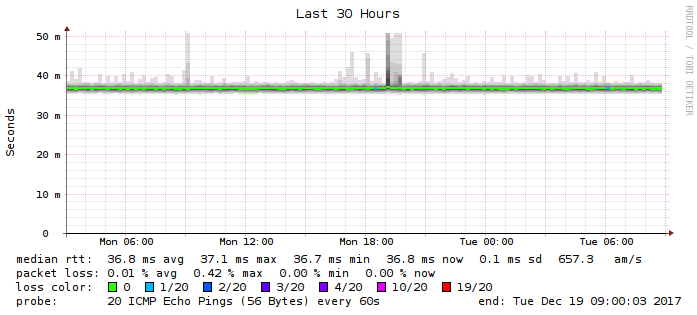 Last 30 Hours
RRDTOOL / TOBI OETIKER
Seconds
50 m
40 m
30 m
20 m
10 m
0
Mon 06:00 Mon 12:00 Mon 18:00 Tue 00:00 Tue 06:00
median rtt: 36.8 ms avg 37.1 ms max 36.7 ms min 36.8 ms now 0.1 ms sd 657.3 am/s
packet loss: 0.01 % avg 0.42 % max 0.00 % min 0.00 % now
loss color: 0 1/20 2/20 3/20 4/20 10/20 19/20
probe: 20 ICMP Echo Pings (56 Bytes) every 60s end: Tue Dec 19 09:00:03 2017